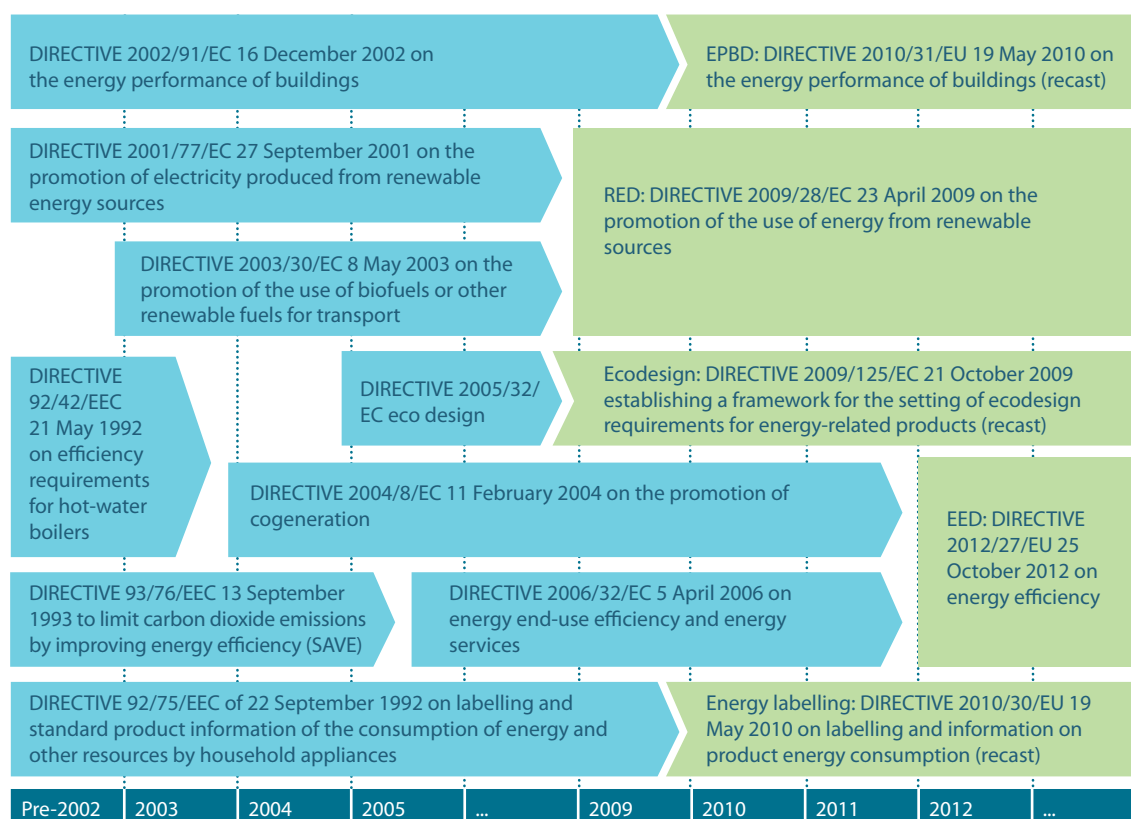 DIRECTIVE 2002/91/EC 16 December 2002 on
the energy performance of buildings
EPBD: DIRECTIVE 2010/31/EU 19 May 2010 on
the energy performance of buildings (recast)
DIRECTIVE 2001/77/EC 27 September 2001 on the
promotion of electricity produced from renewable
energy sources
RED: DIRECTIVE 2009/28/EC 23 April 2009 on the
promotion of the use of energy from renewable
sources
DIRECTIVE 2003/30/EC 8 May 2003 on the
promotion of the use of biofuels or other
renewable fuels for transport
DIRECTIVE
92/42/EEC
21 May 1992
on efficiency
requirements
for hot-water
boilers
DIRECTIVE 2005/32/
EC eco design
Ecodesign: DIRECTIVE 2009/125/EC 21 October 2009
establishing a framework for the setting of ecodesign
requirements for energy-related products (recast)
DIRECTIVE 2004/8/EC 11 February 2004 on the promotion of
cogeneration
EED: DIRECTIVE
2012/27/EU 25
October 2012 on
energy efficiency
DIRECTIVE 93/76/EEC 13 September
1993 to limit carbon dioxide emissions
by improving energy efficiency (SAVE)
DIRECTIVE 2006/32/EC 5 April 2006 on
energy end-use efficiency and energy
services
DIRECTIVE 92/75/EEC of 22 September 1992 on labelling and
standard product information of the consumption of energy and
other resources by household appliances
Energy labelling: DIRECTIVE 2010/30/EU 19
May 2010 on labelling and information on
product energy consumption (recast)
Pre-2002 2003 2004 2005 ... 2009 2010 2011 2012 ...